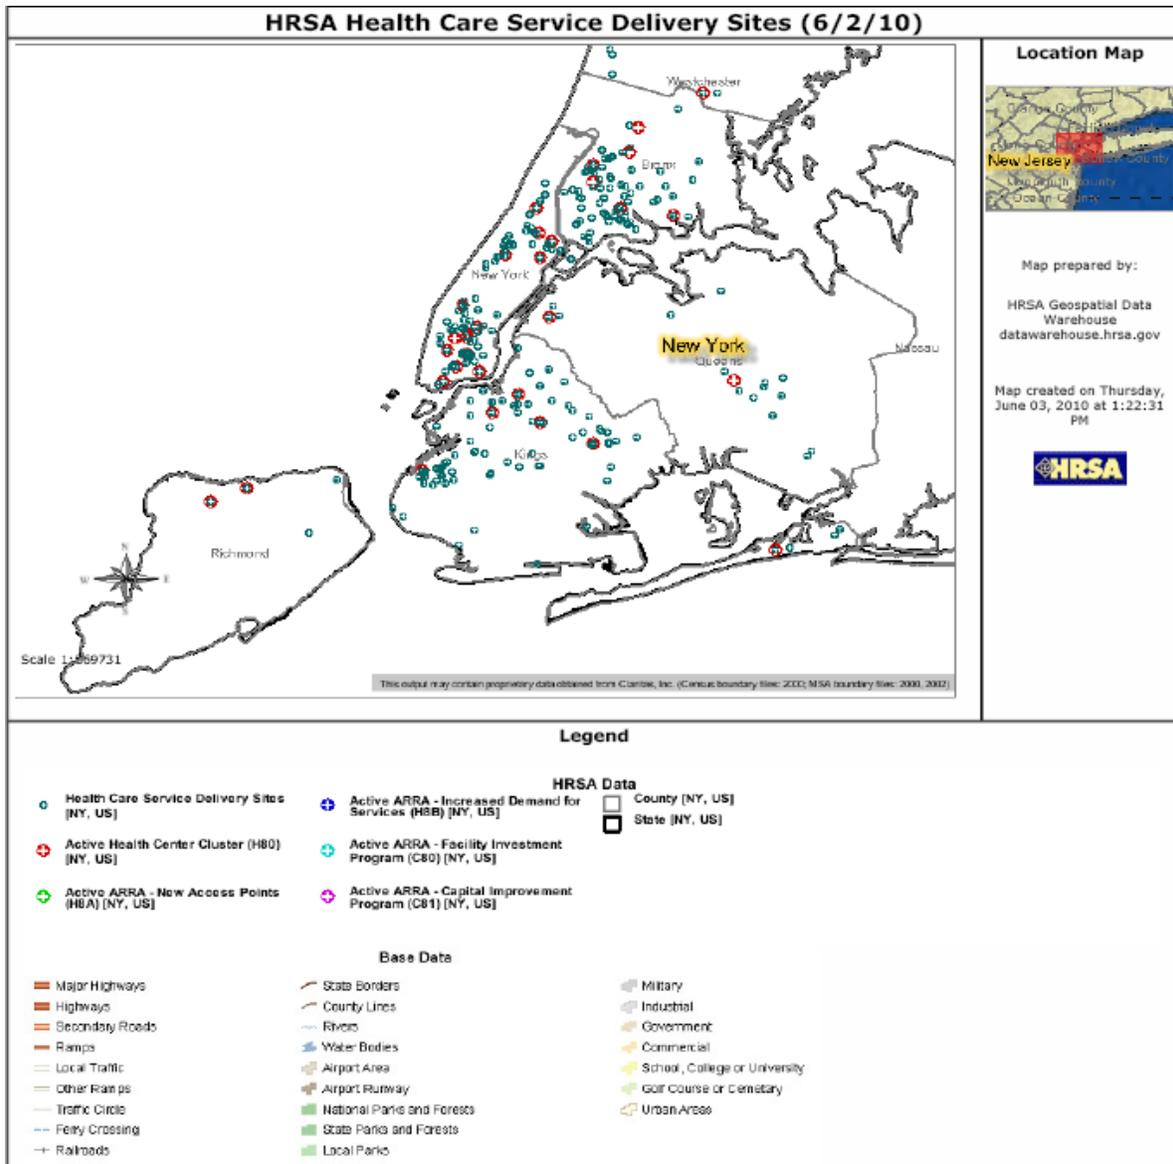 HRSA Health Care Service Delivery Sites (6/2/10)
Westchester
Bronx
New York
New York
Queens
Nassau
Kings
Richmond
N
W
E
S
This output may contain proprietary data obtained from Claritas, Inc. (Census boundary files: 2000; MSA boundary files: 2000, 2002)
Location Map
New Jersey
Ocean County
Map prepared by:
HRSA Geospatial Data
Warehouse
datawarehouse.hrsa.gov
Map created on Thursday,
June 03, 2010 at 1:22:31
PM
HRSA
Legend
HRSA Data
Health Care Service Delivery Sites
[NY, US]
Active Health Center Cluster (H80)
[NY, US]
Active ARRA - New Access Points
(H8A) [NY, US]
Active ARRA - Increased Demand for
Services (H8B) [NY, US]
Active ARRA - Facility Investment
Program (C80) [NY, US]
Active ARRA - Capital Improvement
Program (C81) [NY, US]
County [NY, US]
State [NY, US]
Base Data
Major Highways
Highways
Secondary Roads
Ramps
Local Traffic
Other Ramps
Traffic Circle
Ferry Crossing
Railroads
State Borders
County Lines
Rivers
Water Bodies
Airport Area
Airport Runway
National Parks and Forests
State Parks and Forests
Local Parks
Military
Industrial
Government
Commercial
School, College or University
Golf Course or Cemetary
Urban Areas